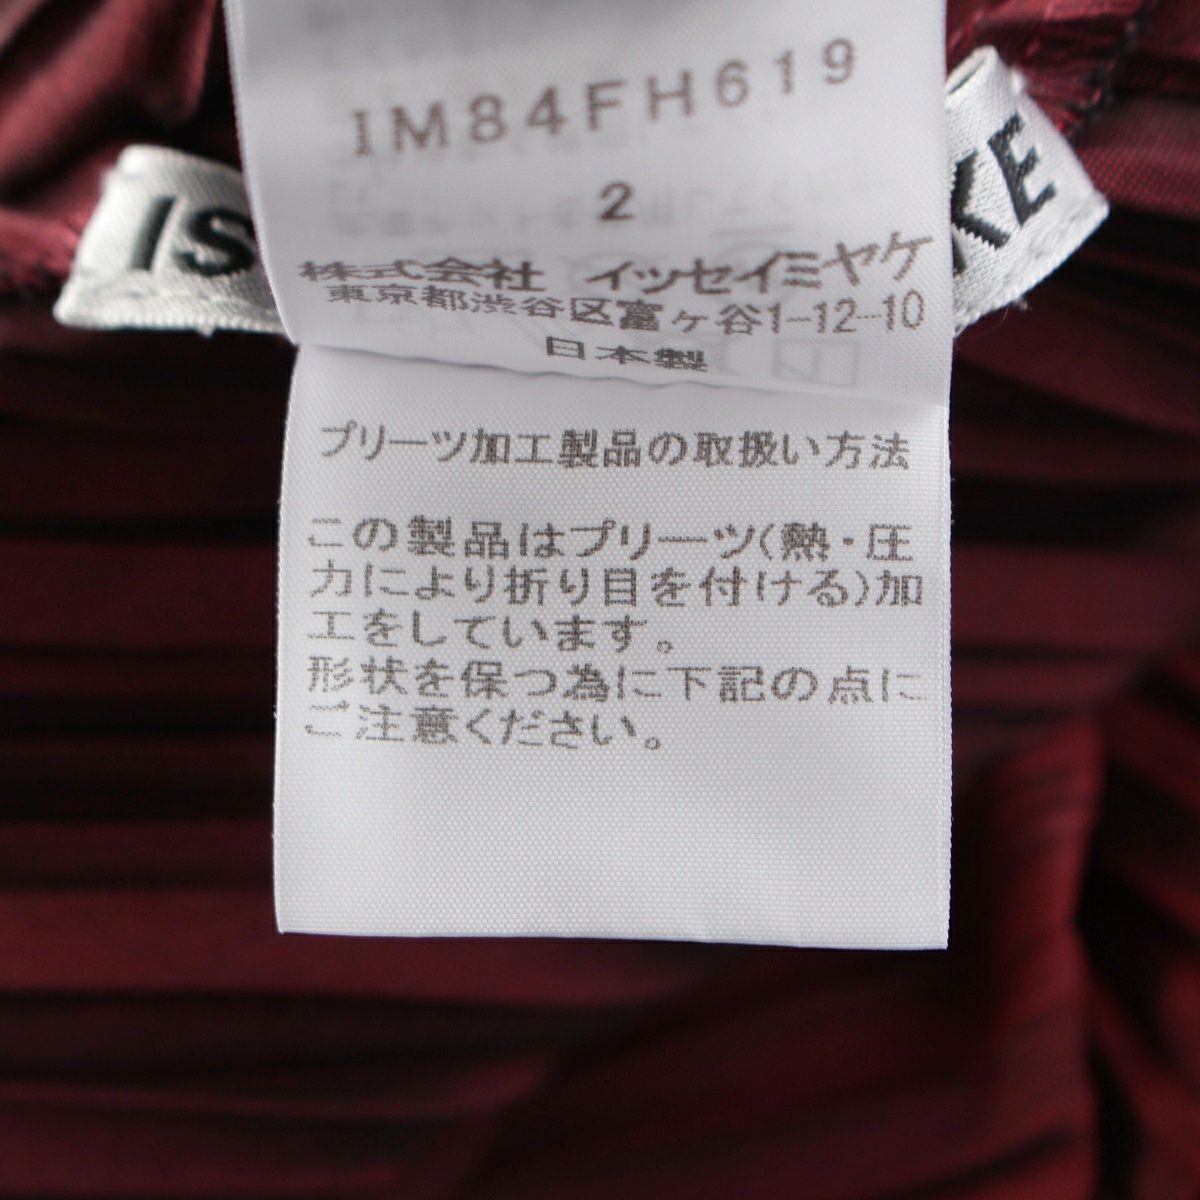 IM84FH619
2
IS
KE
株式会社 イッセイミヤケ
東京都渋谷区富ヶ谷1-12-10
日本製
プリーツ加工製品の取扱い方法
この製品はプリーツ(熱・圧
力により折り目を付ける)加
工をしています。
形状を保つ為に下記の点に
ご注意ください。